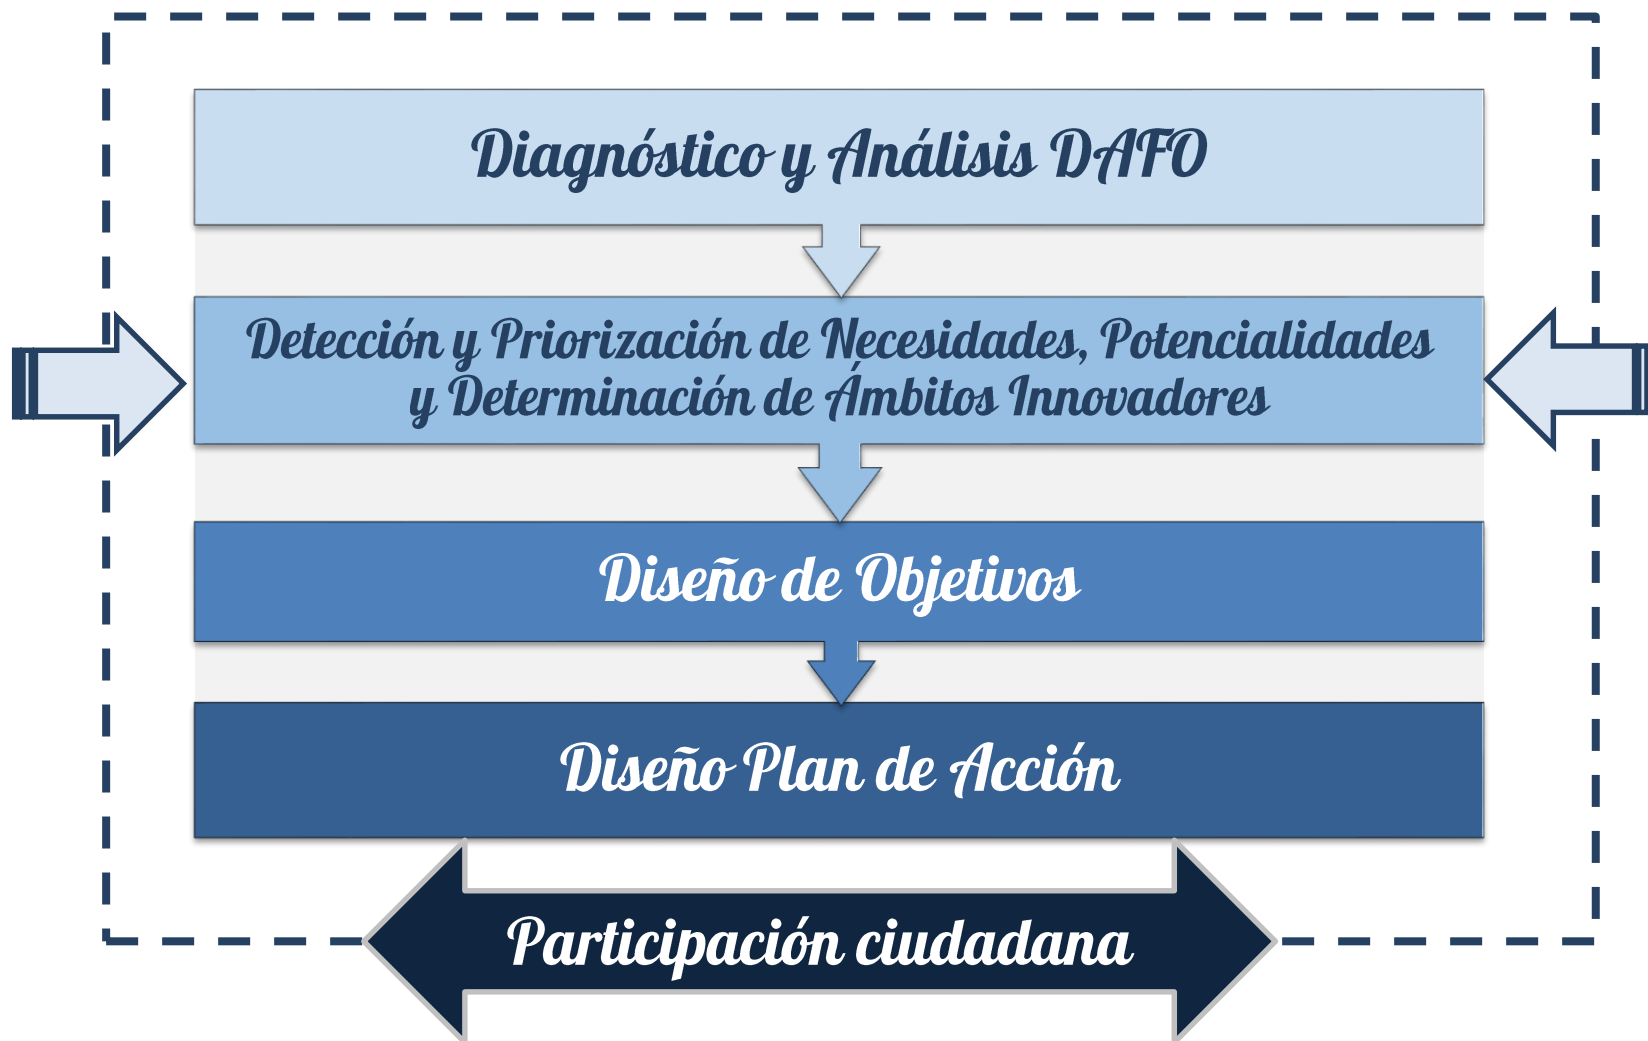 Diagnóstico y Análisis DAFO
Detección y Priorización de Necesidades, Potencialidades
y Determinación de Ámbitos Innovadores
Diseño de Objetivos
Diseño Plan de Acción
Participación ciudadana